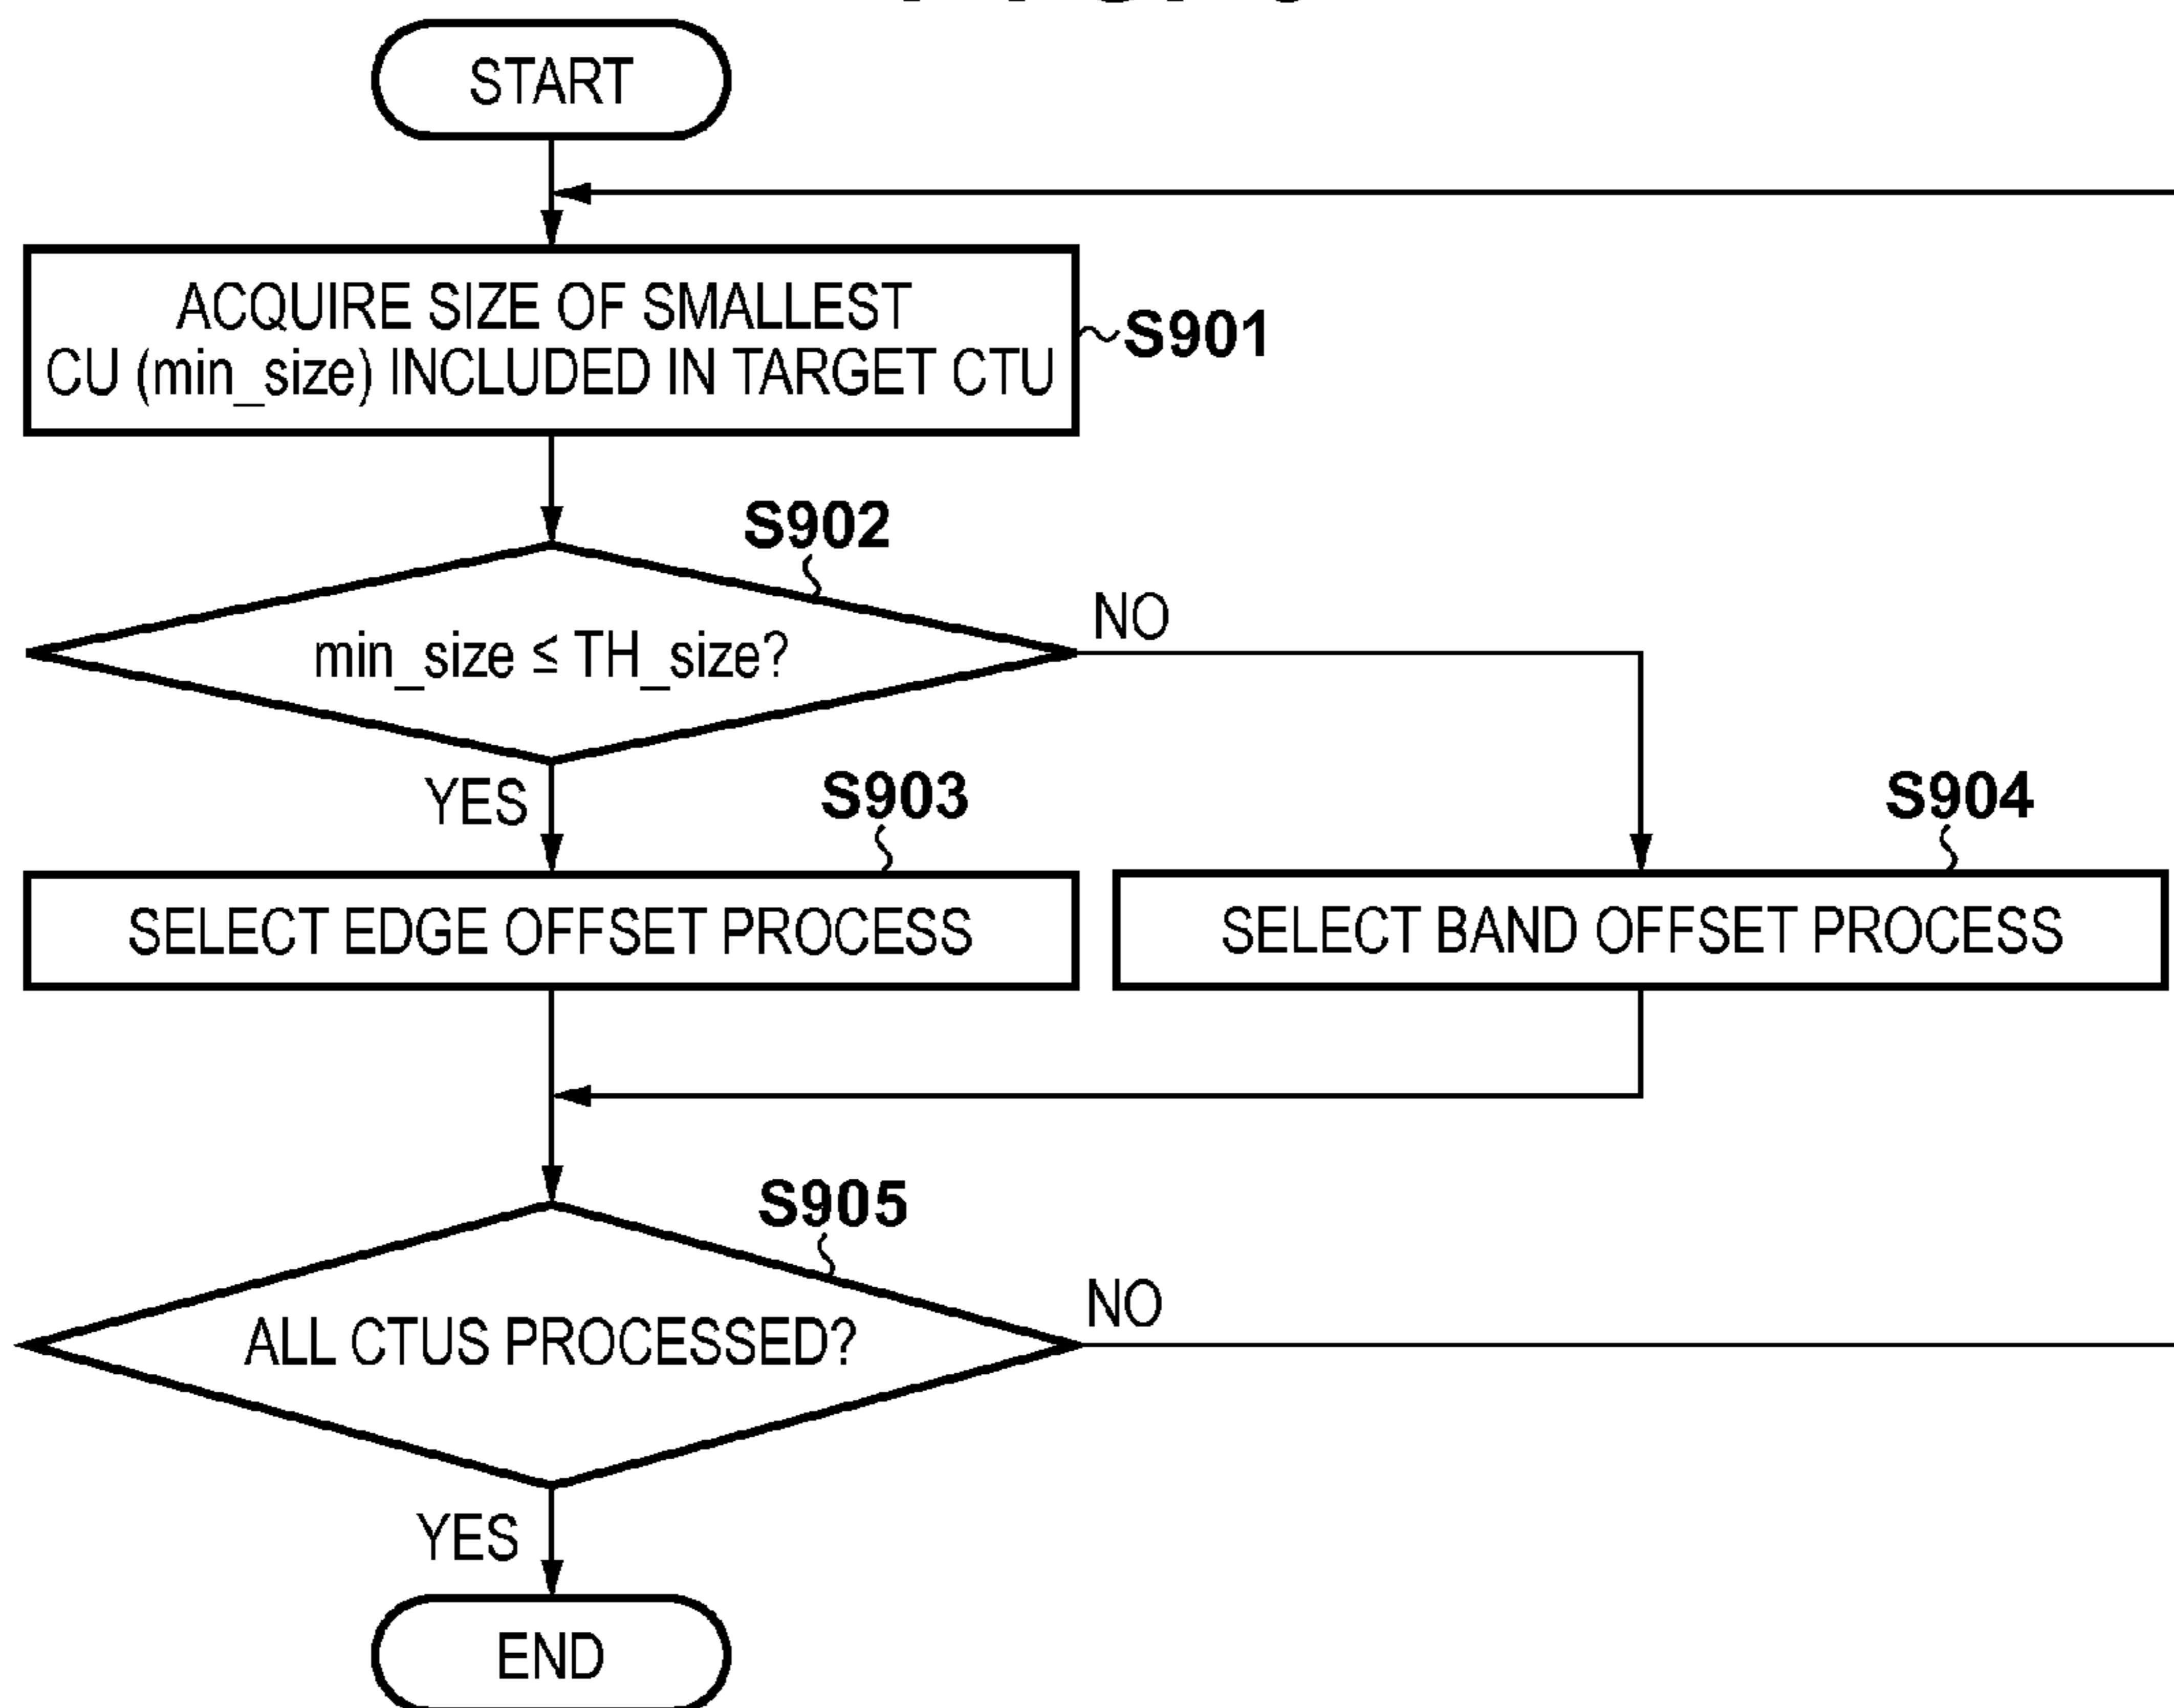 START
ACQUIRE SIZE OF SMALLEST
CU (min_size) INCLUDED IN TARGET CTU
S901
S902
min_size ≤ TH_size?
NO
YES
S903
S904
SELECT EDGE OFFSET PROCESS
SELECT BAND OFFSET PROCESS
S905
ALL CTUS PROCESSED?
NO
YES
END